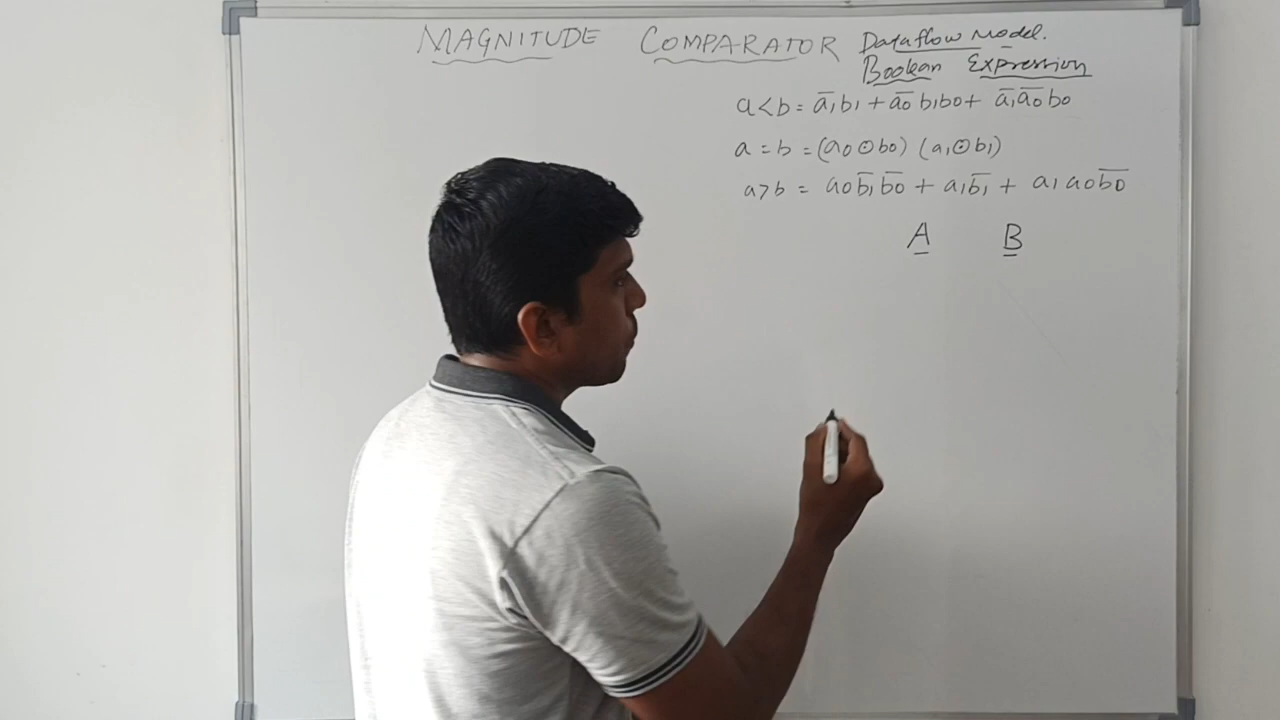 MAGNITUDE COMPARATOR Dataflow Model.
Boolean Expression
a<b = a̅₁b₁ + a̅0̅ b₁b0 + a̅₁a̅0̅ b0
a = b = (a0⊙b0) (a₁⊙b₁)
a>b = a0b̅₁b̅0̅ + a₁b̅₁ + a₁a0b̅0̅
A B